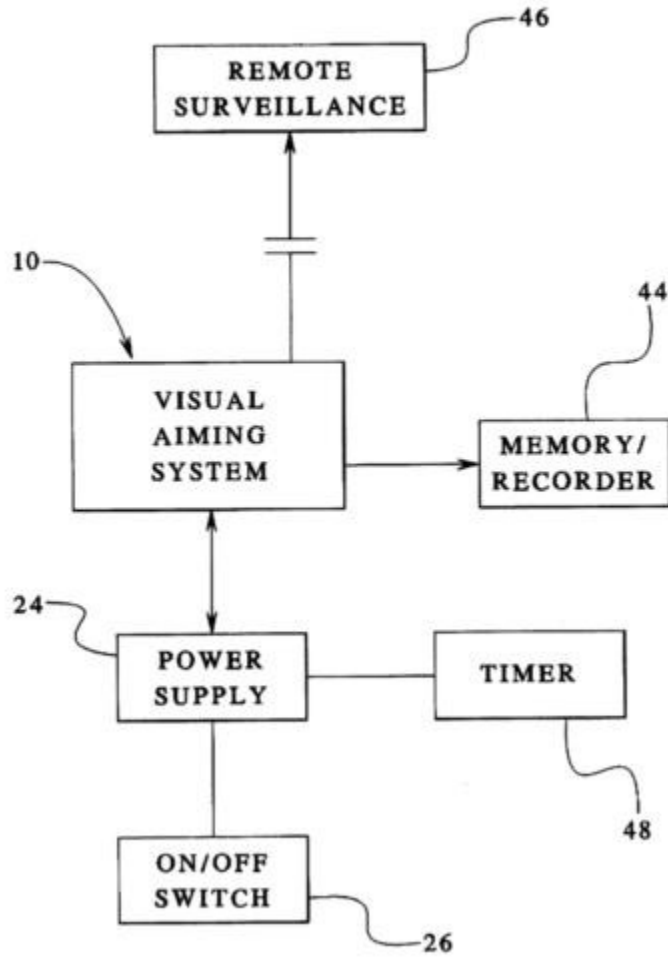 46
REMOTE
SURVEILLANCE
10
44
VISUAL
AIMING
SYSTEM
MEMORY/
RECORDER
24
POWER
SUPPLY
TIMER
48
ON/OFF
SWITCH
26